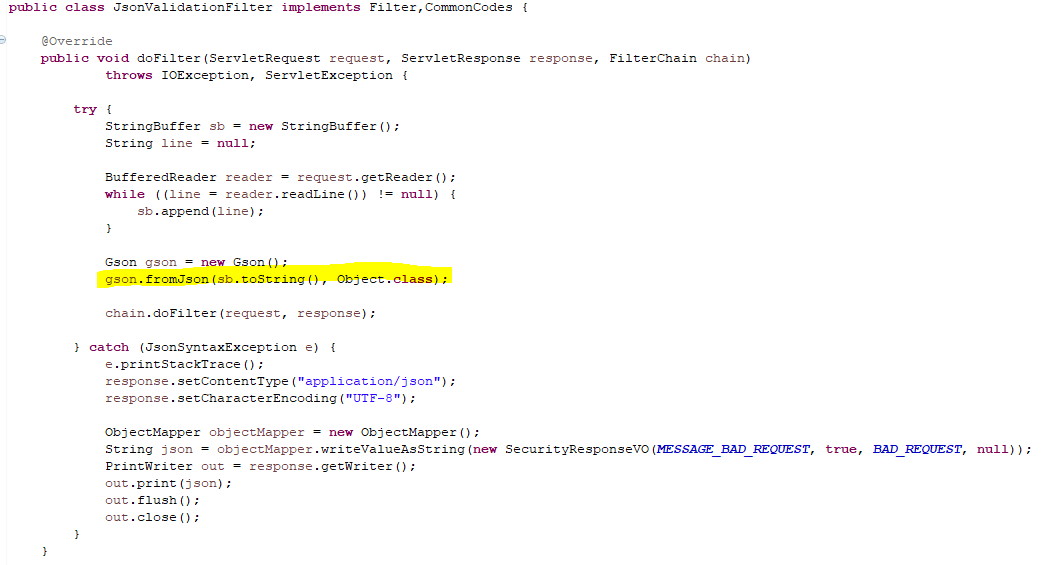 public class JsonValidationFilter implements Filter,CommonCodes {
@Override
public void doFilter(ServletRequest request, ServletResponse response, FilterChain chain)
throws IOException, ServletException {
try {
StringBuffer sb = new StringBuffer();
String line = null;
BufferedReader reader = request.getReader();
while ((line = reader.readLine()) != null) {
sb.append(line);
}
Gson gson = new Gson();
gson.fromJson(sb.toString(), Object.class);
chain.doFilter(request, response);
} catch (JsonSyntaxException e) {
e.printStackTrace();
response.setContentType("application/json");
response.setCharacterEncoding("UTF-8");
ObjectMapper objectMapper = new ObjectMapper();
String json = objectMapper.writeValueAsString(new SecurityResponseVO(MESSAGE_BAD_REQUEST, true, BAD_REQUEST, null));
PrintWriter out = response.getWriter();
out.print(json);
out.flush();
out.close();
}
}